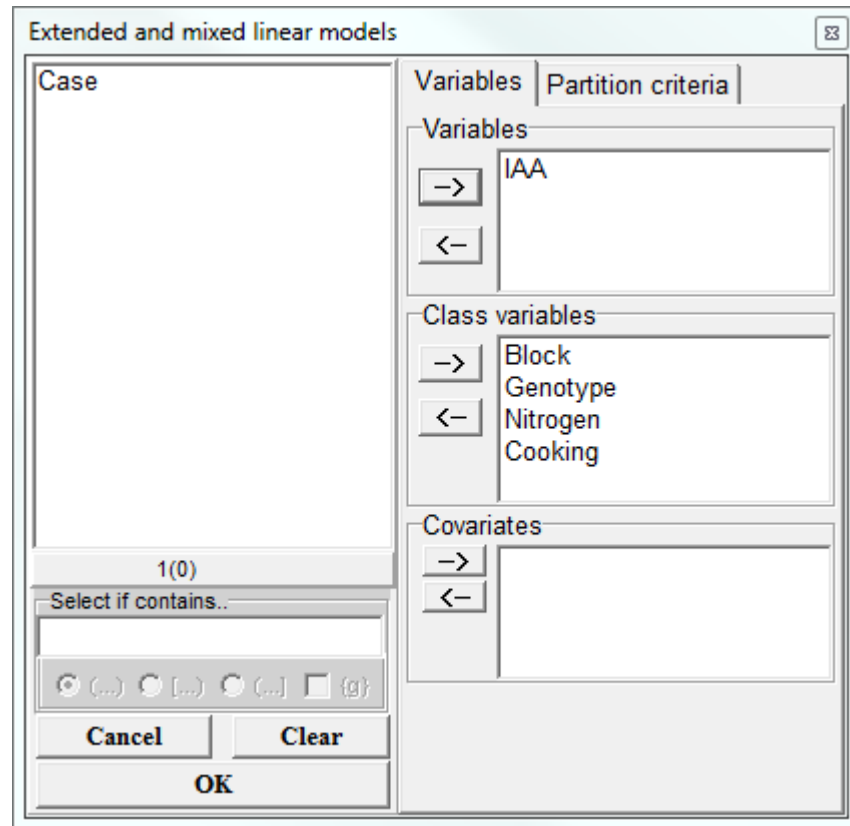 Extended and mixed linear models
Case
1(0)
Select if contains..
(...) [...) (...] {g}
Cancel Clear
OK
Variables Partition criteria
Variables
-->
IAA
<--
Class variables
-->
Block
Genotype
<--
Nitrogen
Cooking
Covariates
-->
<--